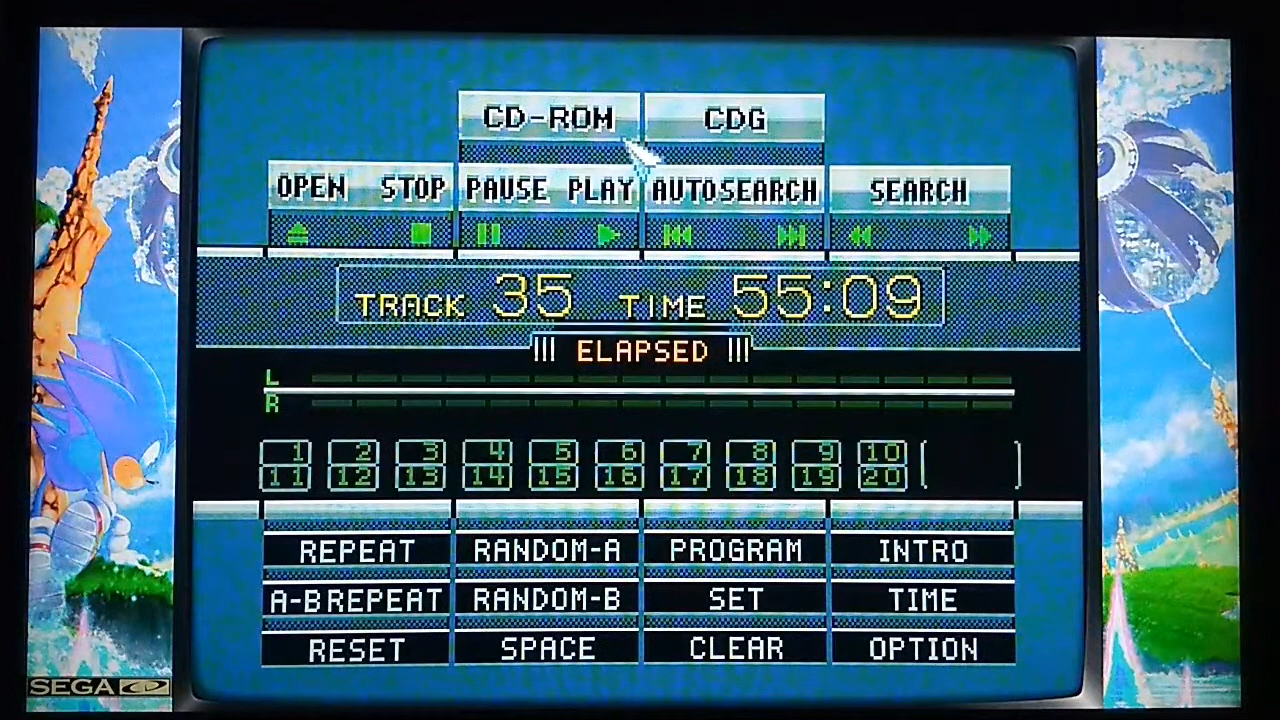 CD-ROM CDG
OPEN STOP PAUSE PLAY AUTOSEARCH SEARCH
TRACK 35 TIME 55:09
ELAPSED
L
R
1 2 3 4 5 6 7 8 9 10
11 12 13 14 15 16 17 18 19 20
REPEAT RANDOM-A PROGRAM INTRO
A-BREPEAT RANDOM-B SET TIME
RESET SPACE CLEAR OPTION
SEGA CD